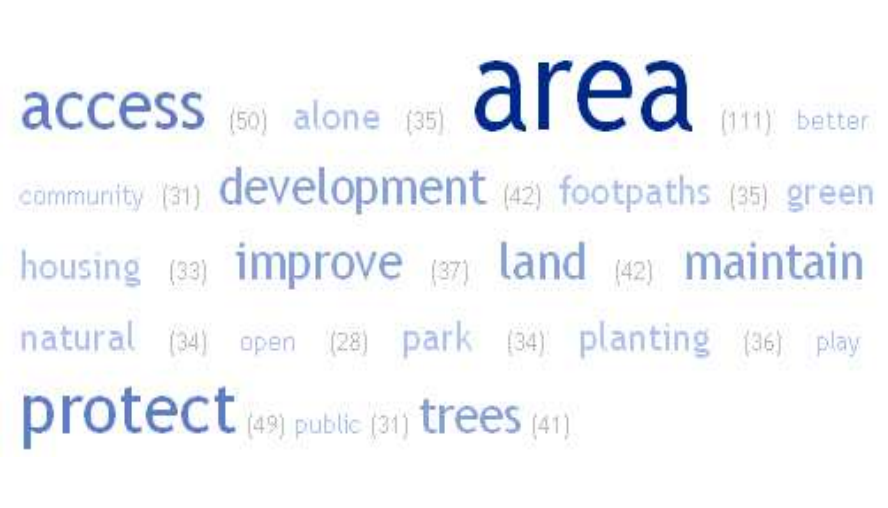 access (50) alone (35) area (111) better
community (31) development (42) footpaths (35) green
housing (33) improve (37) land (42) maintain
natural (34) open (28) park (34) planting (36) play
protect (49) public (31) trees (41)